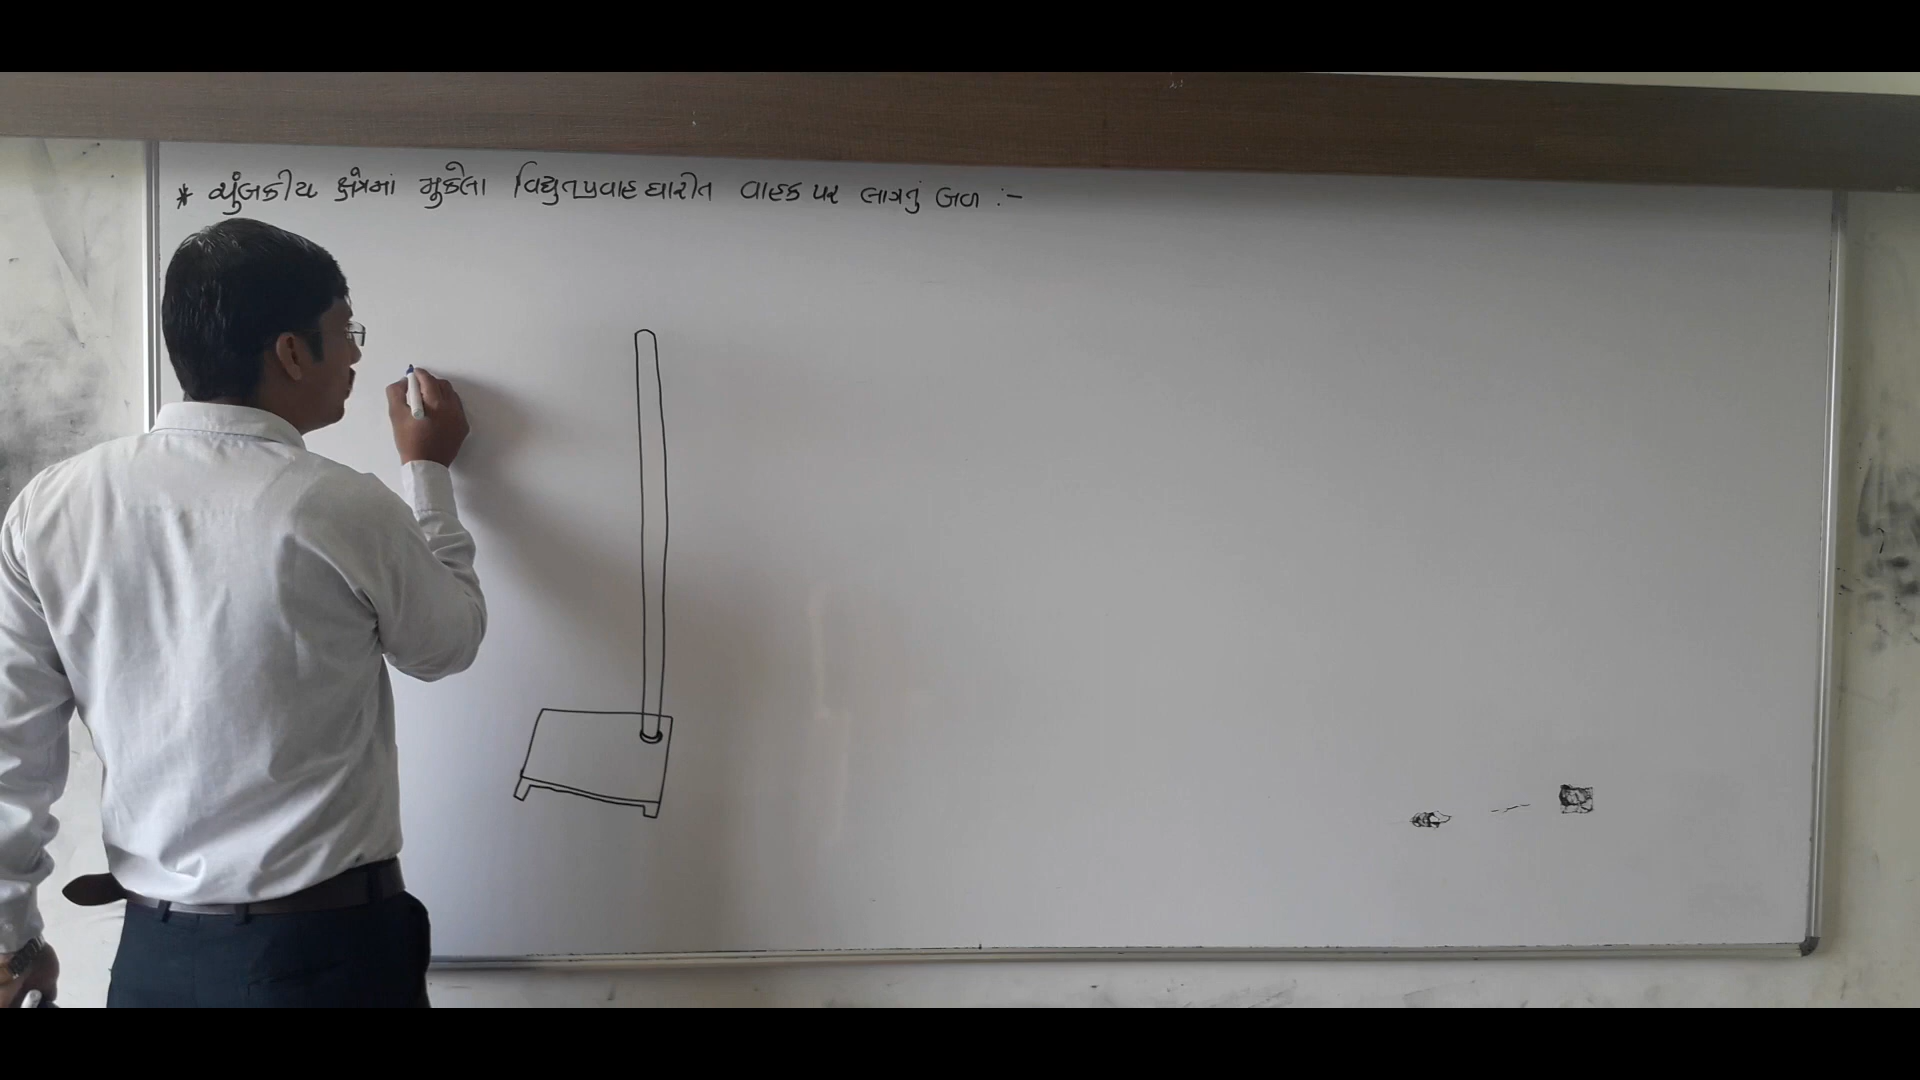 * ચુંબકીય ક્ષેત્રમાં મુકેલા વિદ્યુતપ્રવાહ ધારીત વાહક પર લાગતું બળ :-